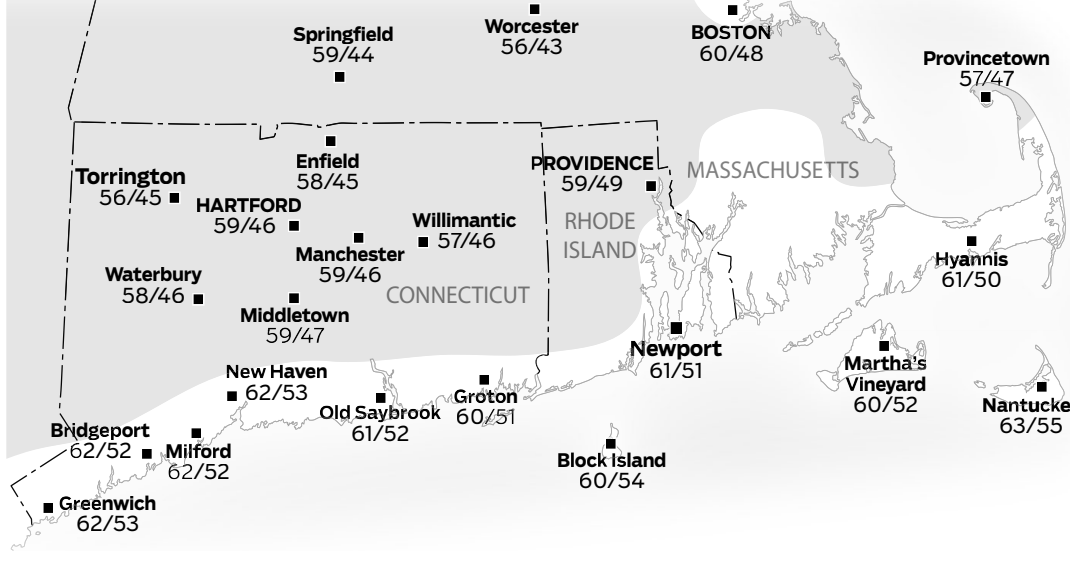 Worcester
56/43
BOSTON
60/48
Springfield
59/44
Provincetown
57/47
Enfield
58/45
PROVIDENCE
59/49
MASSACHUSETTS
Torrington
56/45
HARTFORD
59/46
Willimantic
57/46
RHODE
ISLAND
Manchester
59/46
Hyannis
61/50
Waterbury
58/46
CONNECTICUT
Middletown
59/47
Newport
61/51
Martha's
Vineyard
60/52
New Haven
62/53
Groton
60/51
Old Saybrook
61/52
Nantucke
63/55
Bridgeport
62/52
Milford
62/52
Block Island
60/54
Greenwich
62/53